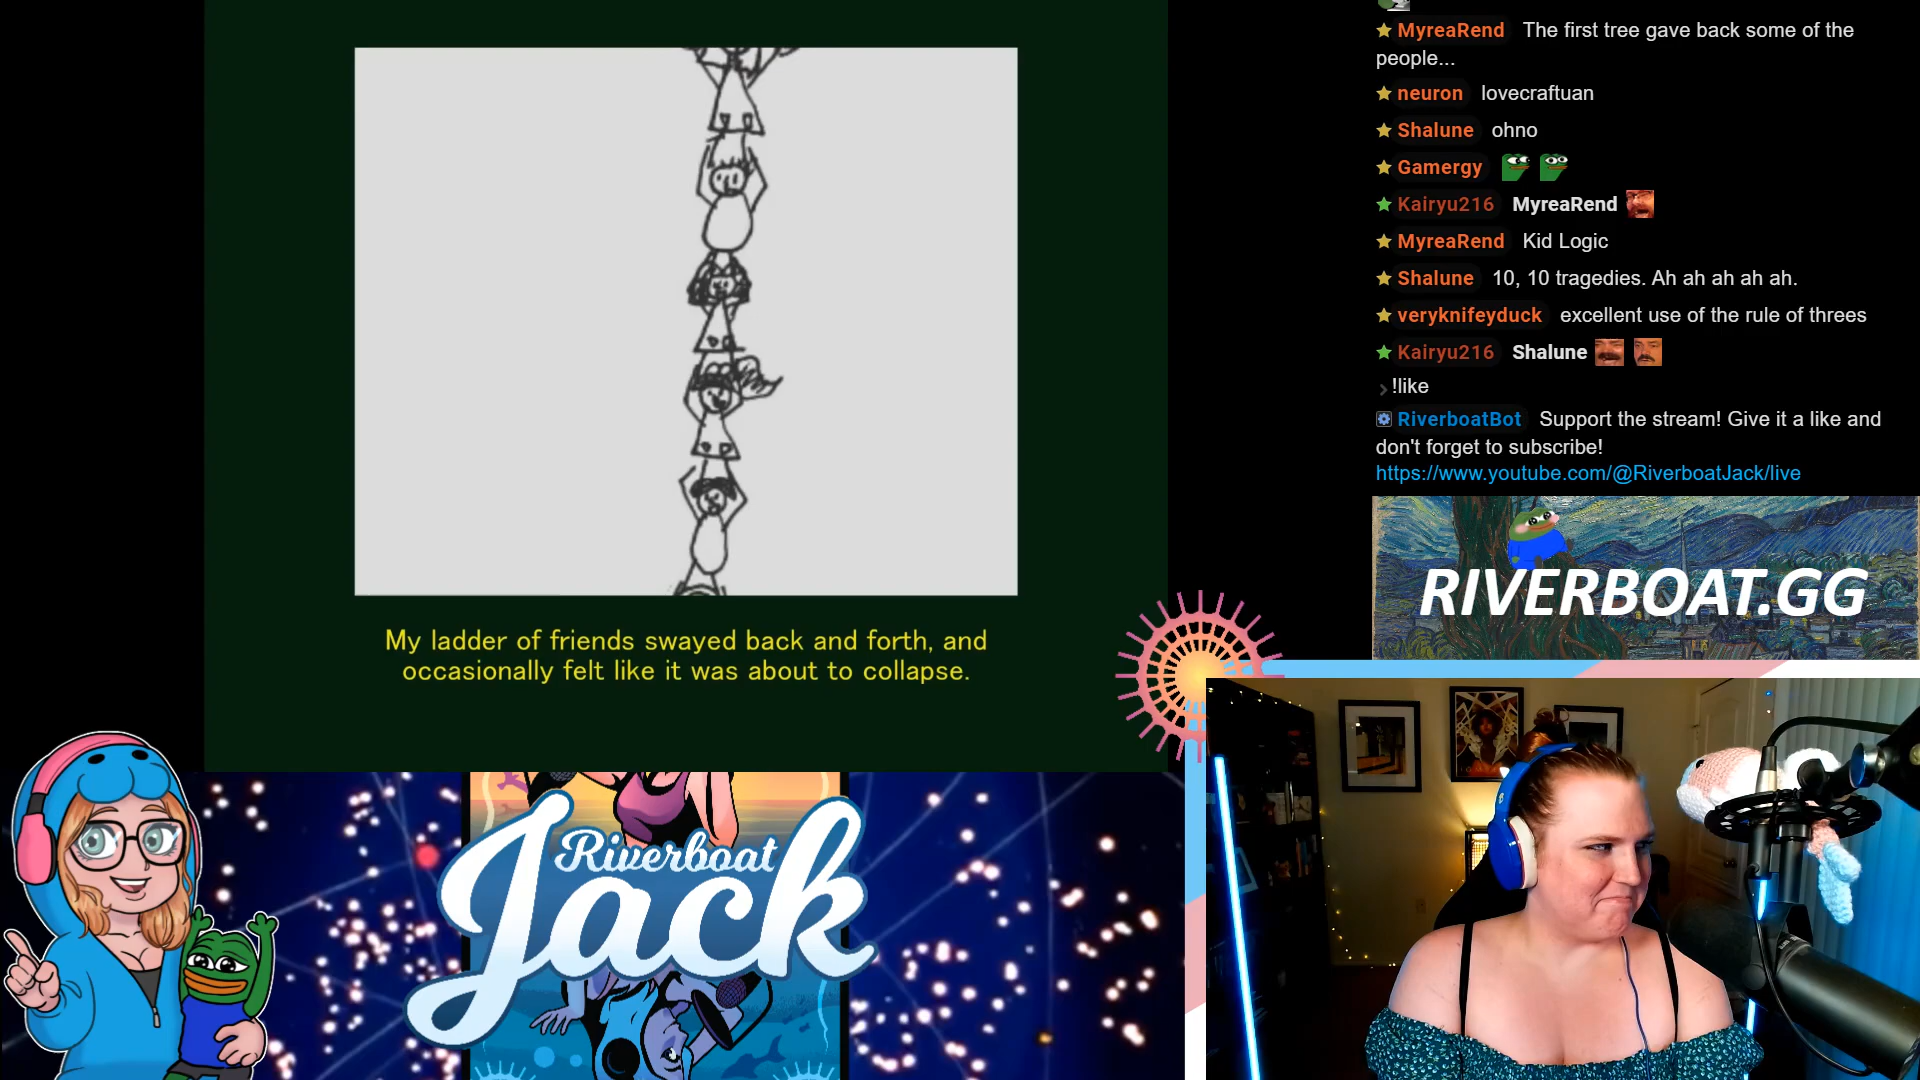 MyreaRend The first tree gave back some of the
people...
neuron lovecraftuan
Shalune ohno
Gamergy
Kairyu216 MyreaRend
MyreaRend Kid Logic
Shalune 10, 10 tragedies. Ah ah ah ah ah.
veryknifeyduck excellent use of the rule of threes
Kairyu216 Shalune
!like
RiverboatBot Support the stream! Give it a like and
don't forget to subscribe!
https://www.youtube.com/@RiverboatJack/live
RIVERBOAT.GG
My ladder of friends swayed back and forth, and
occasionally felt like it was about to collapse.
Riverboat
Jack